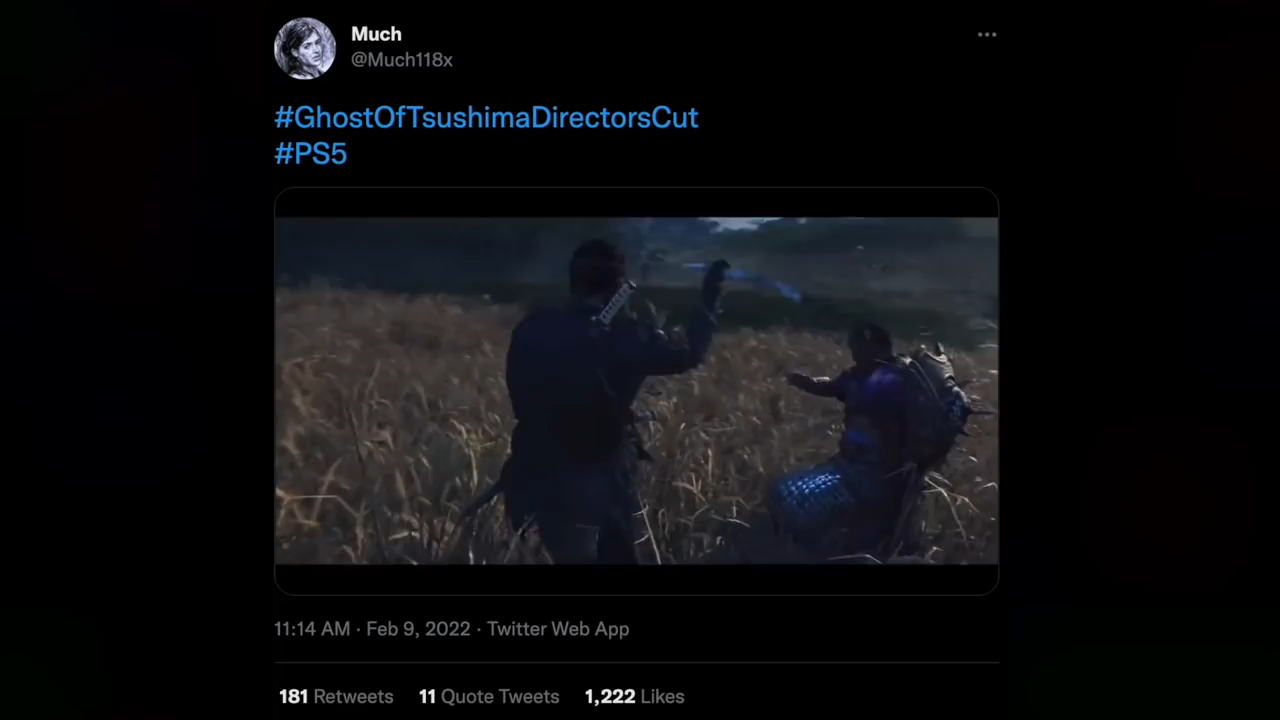 Much
@Much118x
#GhostOfTsushimaDirectorsCut
#PS5
11:14 AM · Feb 9, 2022 · Twitter Web App
181 Retweets 11 Quote Tweets 1,222 Likes